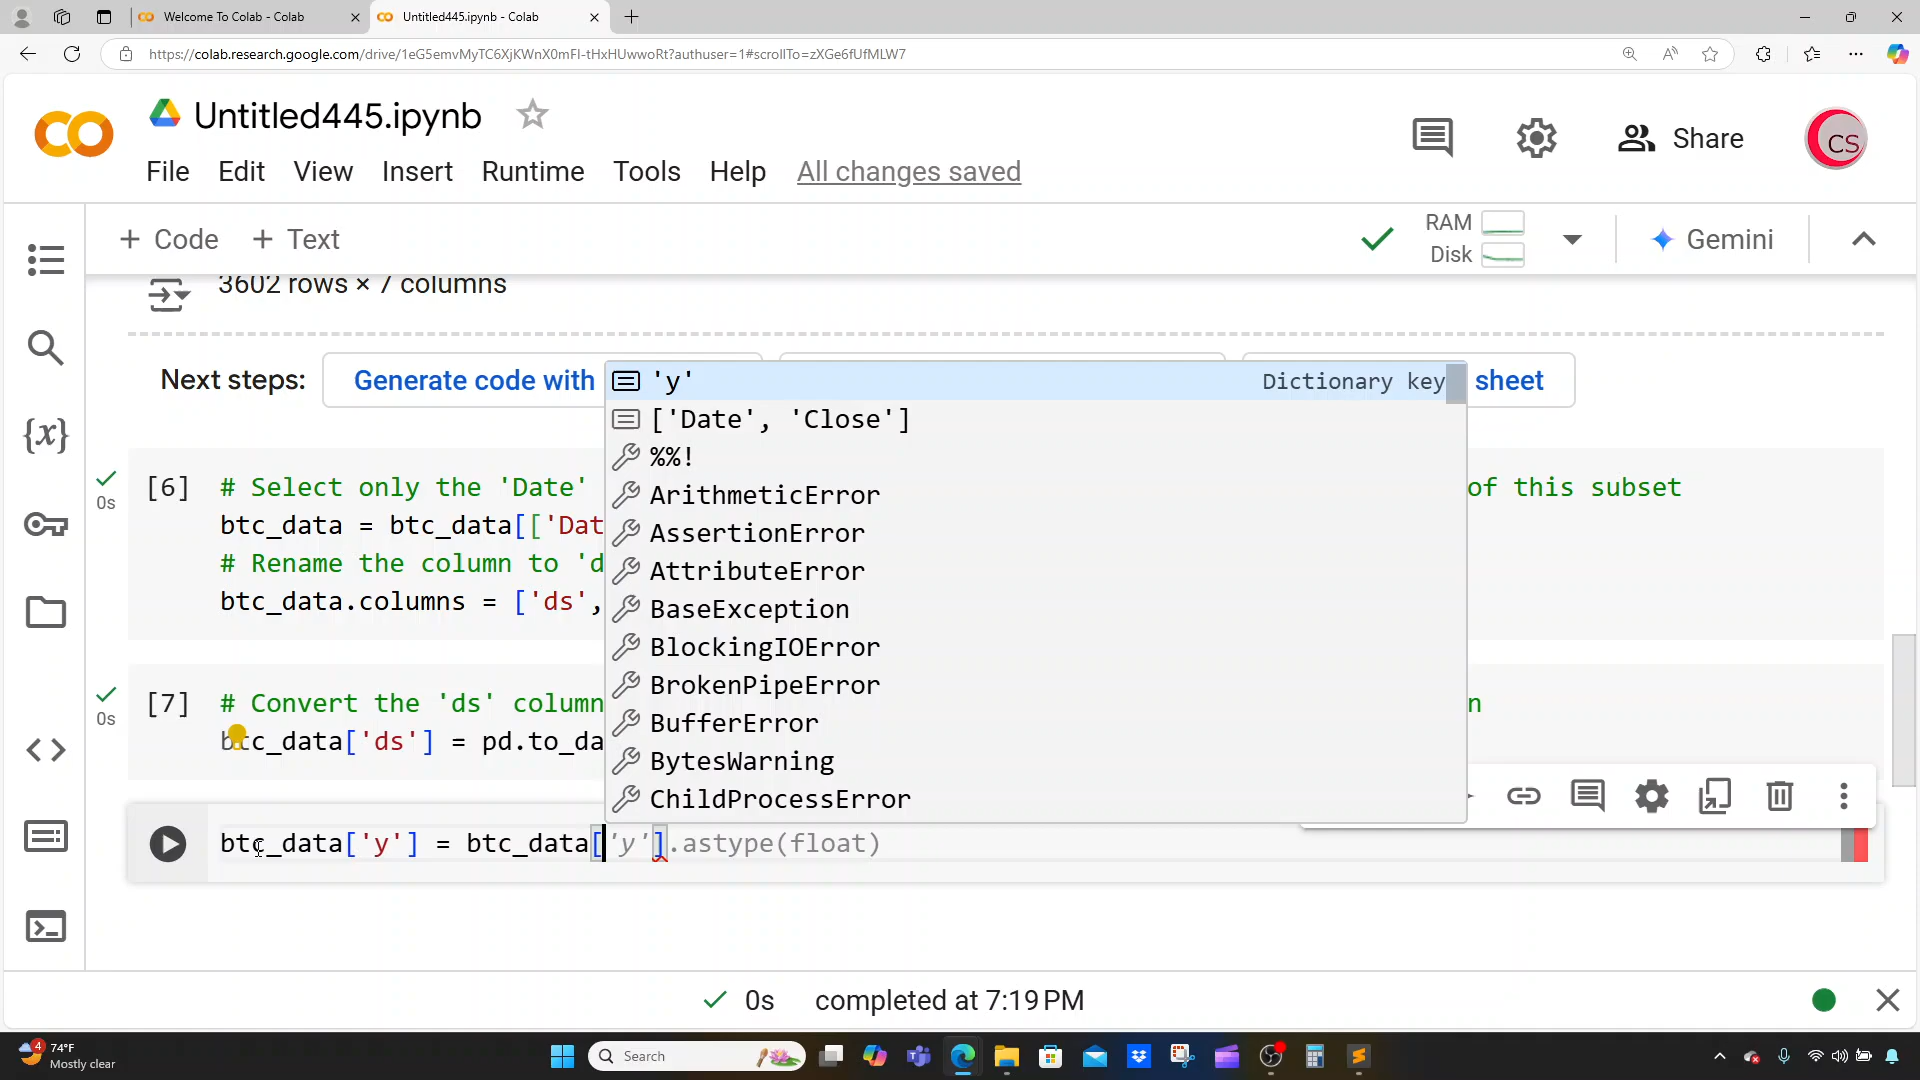 Welcome To Colab - Colab
Untitled445.ipynb - Colab
https://colab.research.google.com/drive/1eG5emvMyTC6XjKWnX0mFI-tHxHUwwoRt?authuser=1#scrollTo=zXGe6fUfMLW7
CO
Untitled445.ipynb
Share
CS
File Edit View Insert Runtime Tools Help All changes saved
+ Code + Text
RAM
Disk
Gemini
3602 rows × 7 columns
Next steps: Generate code with
sheet
'y' Dictionary key
['Date', 'Close']
%%!
ArithmeticError
AssertionError
AttributeError
BaseException
BlockingIOError
BrokenPipeError
BufferError
BytesWarning
ChildProcessError
{x}
0s
[6] # Select only the 'Date' of this subset
btc_data = btc_data[['Dat
# Rename the column to 'd
btc_data.columns = ['ds',
0s
[7] # Convert the 'ds' column n
btc_data['ds'] = pd.to_da
btc_data['y'] = btc_data['y'].astype(float)
0s completed at 7:19 PM
4
74°F
Mostly clear
Search